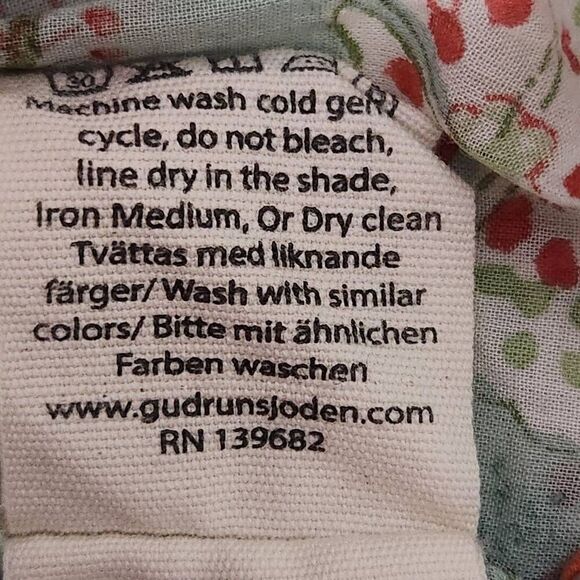 30
Machine wash cold ge
cycle, do not bleach,
line dry in the shade,
Iron Medium, Or Dry clean
Tvättas med liknande
färger/ Wash with similar
colors/ Bitte mit ähnlichen
Farben waschen
www.gudrunsjoden.com
RN 139682